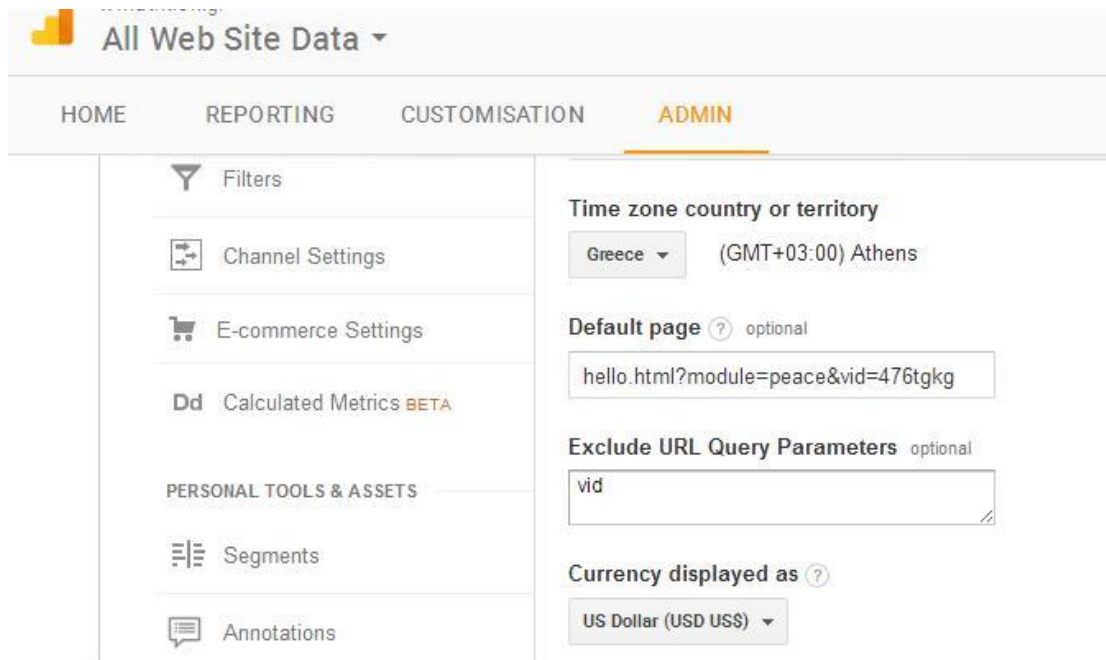 All Web Site Data
HOME REPORTING CUSTOMISATION ADMIN
Filters
Channel Settings
E-commerce Settings
Dd Calculated Metrics BETA
PERSONAL TOOLS & ASSETS
Segments
Annotations
Time zone country or territory
Greece (GMT+03:00) Athens
Default page ? optional
hello.html?module=peace&vid=476tgkg
Exclude URL Query Parameters optional
vid
Currency displayed as ?
US Dollar (USD US$)